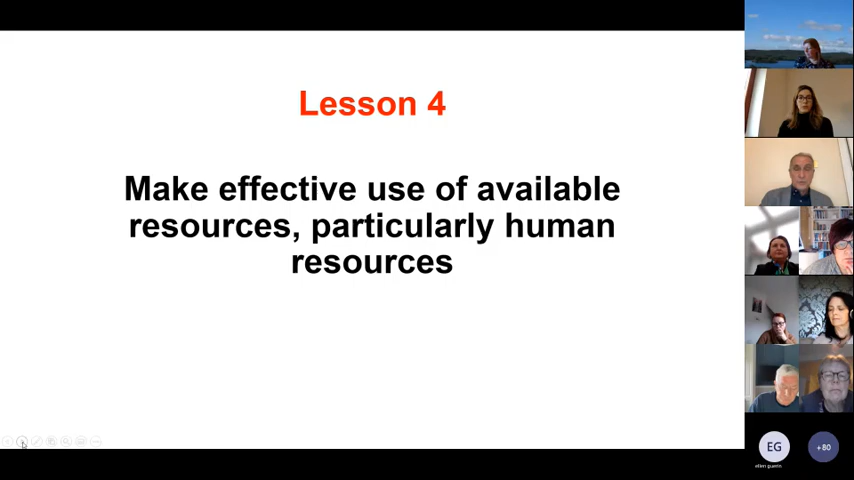 Lesson 4
Make effective use of available
resources, particularly human
resources
EG
+80
ellen guerin